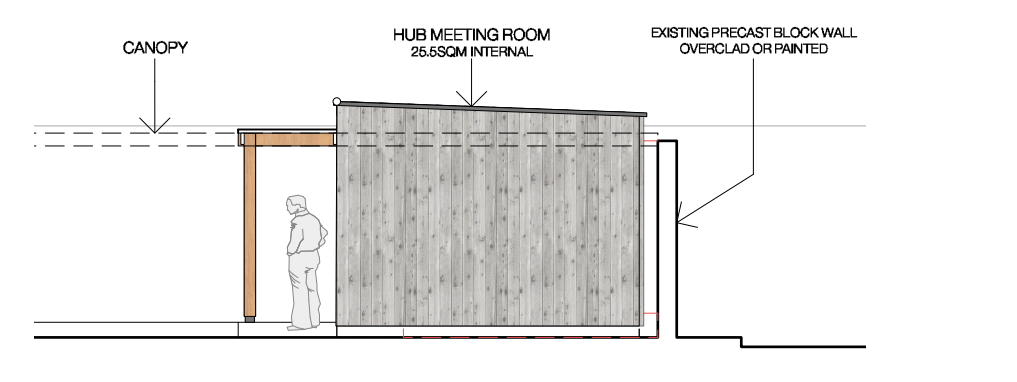 CANOPY
HUB MEETING ROOM
25.5SQM INTERNAL
EXISTING PRECAST BLOCK WALL
OVERCLAD OR PAINTED